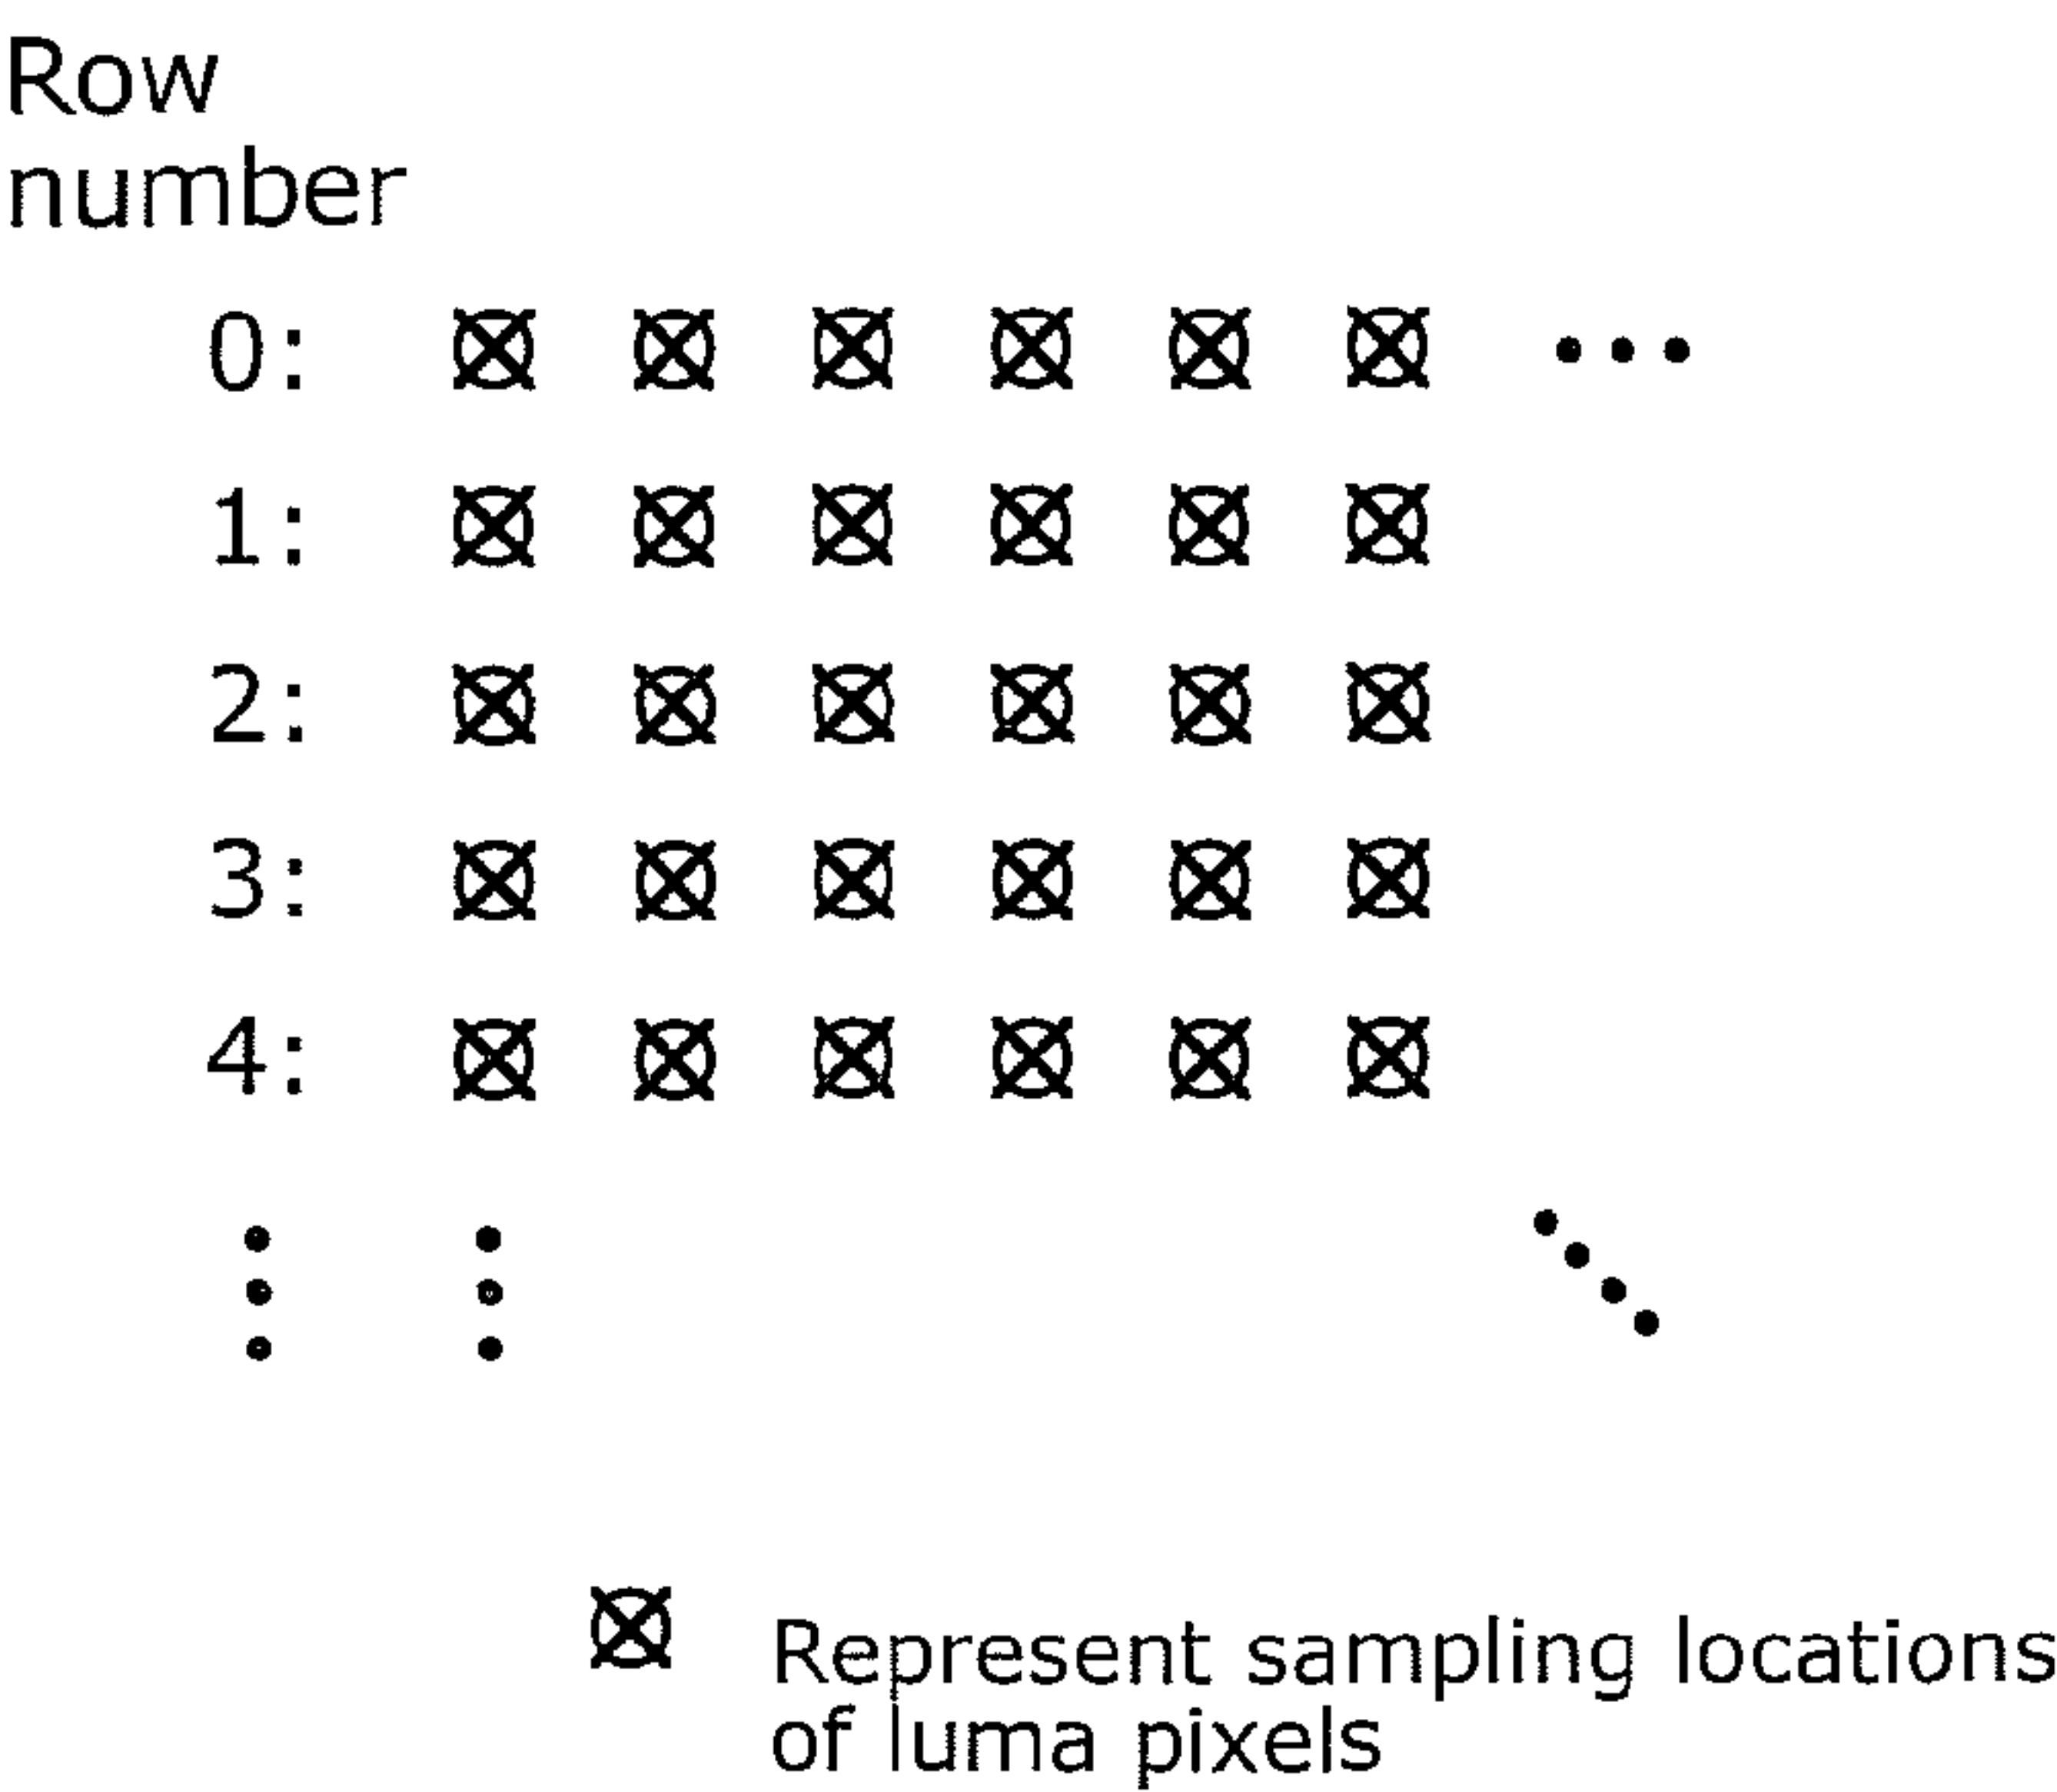 Row
number
0:
1:
2:
3:
4:
Represent sampling locations
of luma pixels